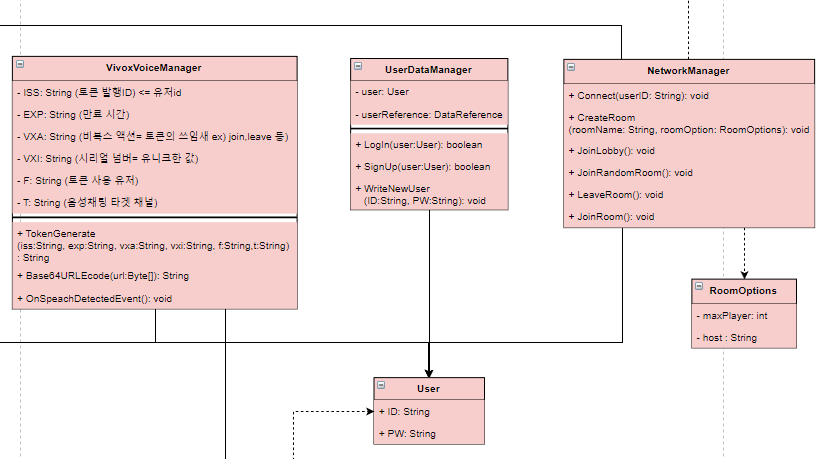 VivoxVoiceManager
- ISS: String (토큰 발행ID) <= 유저id
- EXP: String (만료 시간)
- VXA: String (비복스 액션= 토큰의 쓰임새 ex) join,leave 등)
- VXI: String (시리얼 넘버= 유니크한 값)
- F: String (토큰 사용 유저)
- T: String (음성채팅 타겟 채널)
+ TokenGenerate
(iss:String, exp:String, vxa:String, vxi:String, f:String,t:String)
: String
+ Base64URLEcode(url:Byte[]): String
+ OnSpeachDetectedEvent(): void
UserDataManager
- user: User
- userReference: DataReference
+ LogIn(user:User): boolean
+ SignUp(user:User): boolean
+ WriteNewUser
(ID:String, PW:String): void
NetworkManager
+ Connect(userID: String): void
+ CreateRoom
(roomName: String, roomOption: RoomOptions): void
+ JoinLobby(): void
+ JoinRandomRoom(): void
+ LeaveRoom(): void
+ JoinRoom(): void
RoomOptions
- maxPlayer: int
- host : String
User
+ ID: String
+ PW: String